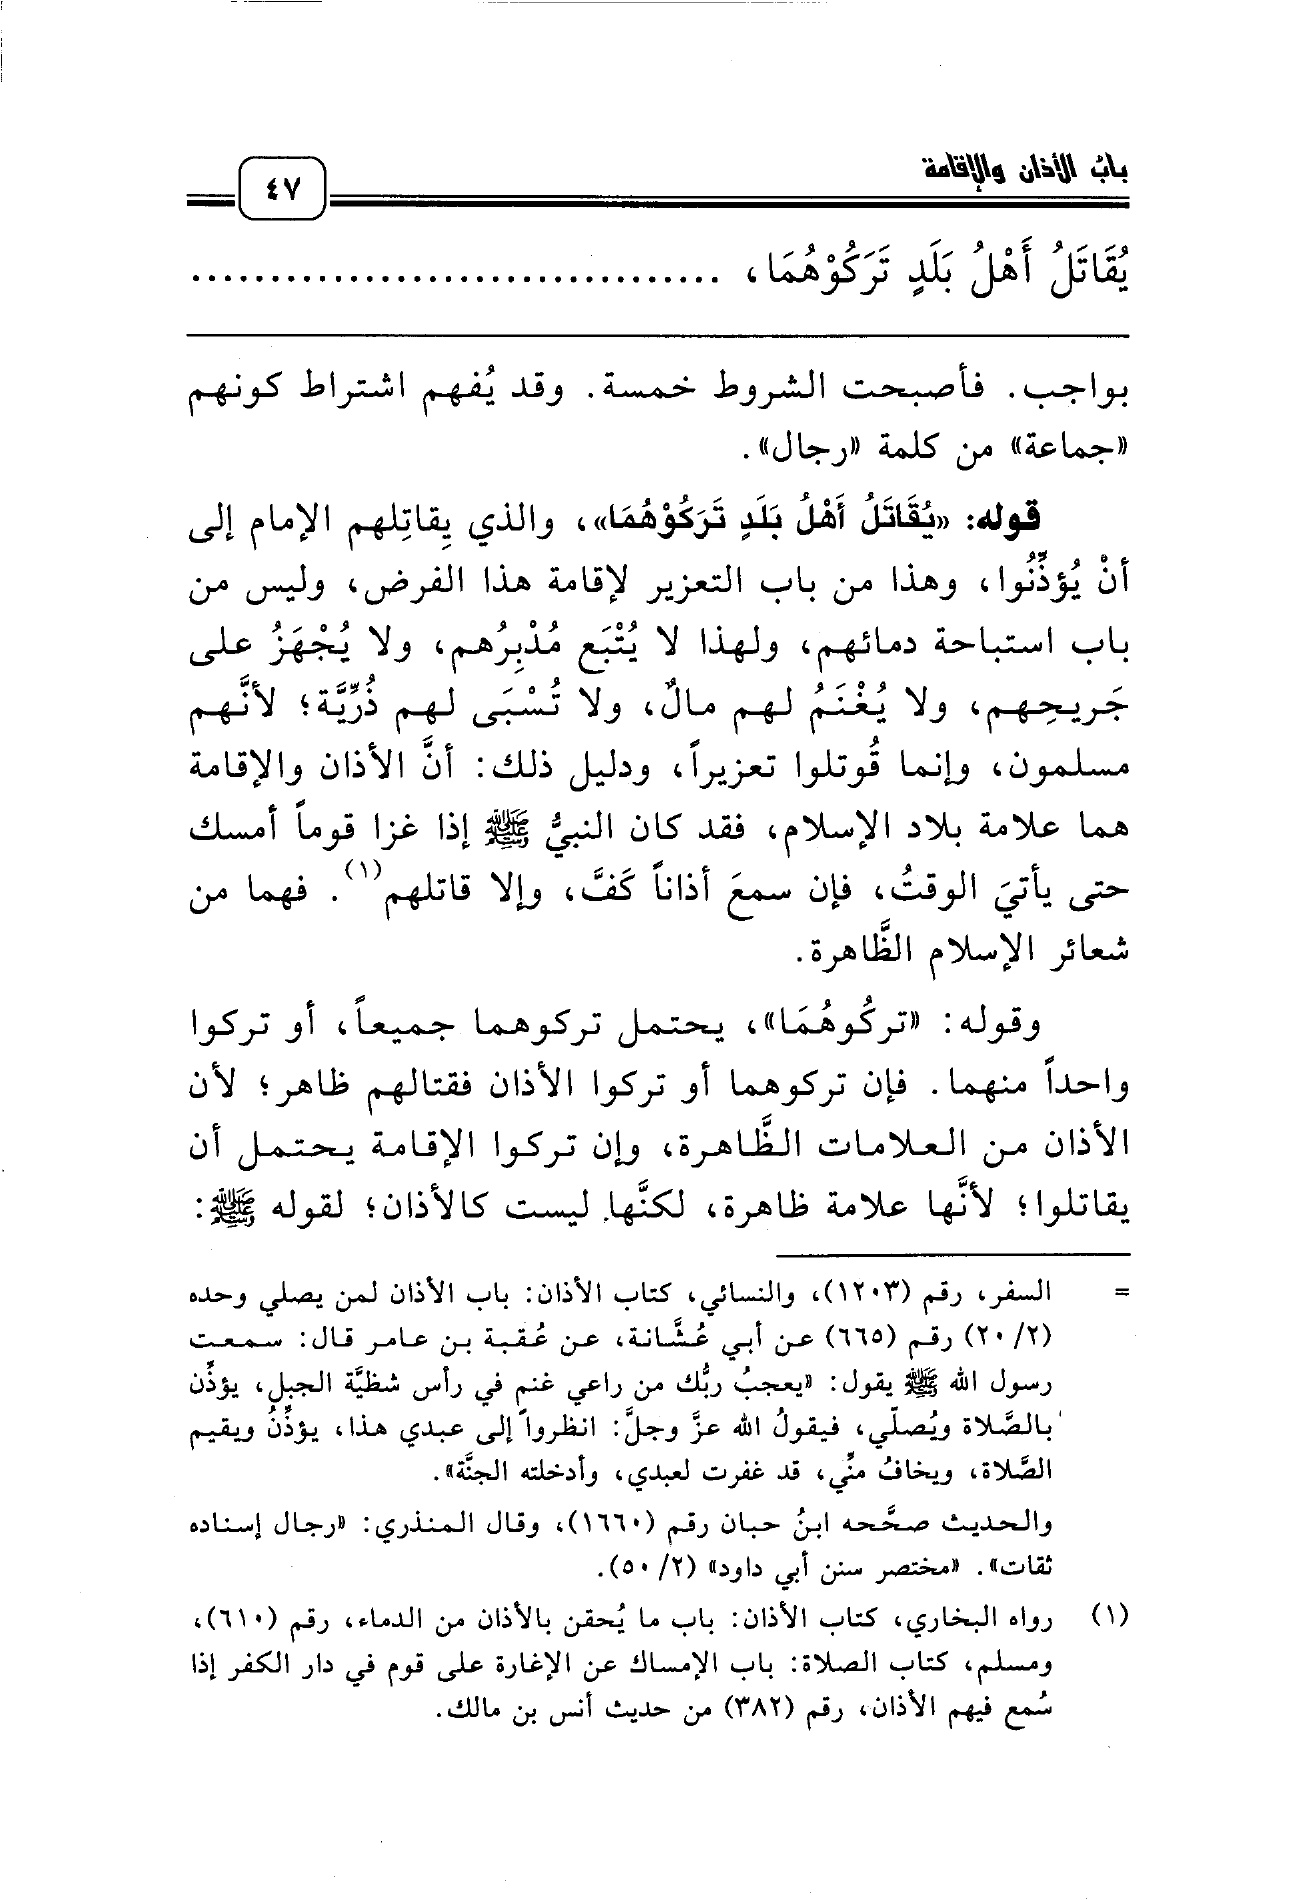 باب الأذان والإقامة
٤٧
يُقَاتَلُ أَهْلُ بَلَدٍ تَرَكُوْهُمَا، ..................................
بواجب. فأصبحت الشروط خمسة. وقد يُفهم اشتراط كونهم
«جماعة» من كلمة «رجال».
قوله: «يُقَاتَلُ أَهْلُ بَلَدٍ تَرَكُوْهُمَا»، والذي يقاتِلهم الإمام إلى
أنْ يُؤذِّنُوا، وهذا من باب التعزير لإقامة هذا الفرض، وليس من
باب استباحة دمائهم، ولهذا لا يُتْبَع مُدْبِرُهم، ولا يُجْهَزُ على
جَريحِهم، ولا يُغْنَمُ لهم مالٌ، ولا تُسْبَى لهم ذُرِّيَّة؛ لأنَّهم
مسلمون، وإنما قُوتلوا تعزيراً، ودليل ذلك: أنَّ الأذان والإقامة
هما علامة بلاد الإسلام، فقد كان النبيُّ ﷺ إذا غزا قوماً أمسك
حتى يأتيَ الوقتُ، فإن سمعَ أذاناً كَفَّ، وإلا قاتلهم(١). فهما من
شعائر الإسلام الظَّاهرة.
وقوله: «تركُوهُمَا»، يحتمل تركوهما جميعاً، أو تركوا
واحداً منهما. فإن تركوهما أو تركوا الأذان فقتالهم ظاهر؛ لأن
الأذان من العلامات الظَّاهرة، وإن تركوا الإقامة يحتمل أن
يقاتلوا؛ لأنَّها علامة ظاهرة، لكنَّها ليست كالأذان؛ لقوله ﷺ:
= السفر، رقم (١٢٠٣)، والنسائي، كتاب الأذان: باب الأذان لمن يصلي وحده
(٢/ ٢٠) رقم (٦٦٥) عن أبي عُشَّانة، عن عُقبة بن عامر قال: سمعت
رسول الله ﷺ يقول: «يعجبُ ربُّك من راعي غنم في رأس شظيَّة الجبل، يؤذِّن
بالصَّلاة ويُصلّي، فيقولُ الله عزَّ وجلَّ: انظروا إلى عبدي هذا، يؤذِّنُ ويقيم
الصَّلاة، ويخافُ منِّي، قد غفرت لعبدي، وأدخلته الجنَّة».
والحديث صحَّحه ابنُ حبان رقم (١٦٦٠)، وقال المنذري: «رجال إسناده
ثقات». «مختصر سنن أبي داود» (٢/ ٥٠).
(١) رواه البخاري، كتاب الأذان: باب ما يُحقن بالأذان من الدماء، رقم (٦١٠)،
ومسلم، كتاب الصلاة: باب الإمساك عن الإغارة على قوم في دار الكفر إذا
سُمع فيهم الأذان، رقم (٣٨٢) من حديث أنس بن مالك.